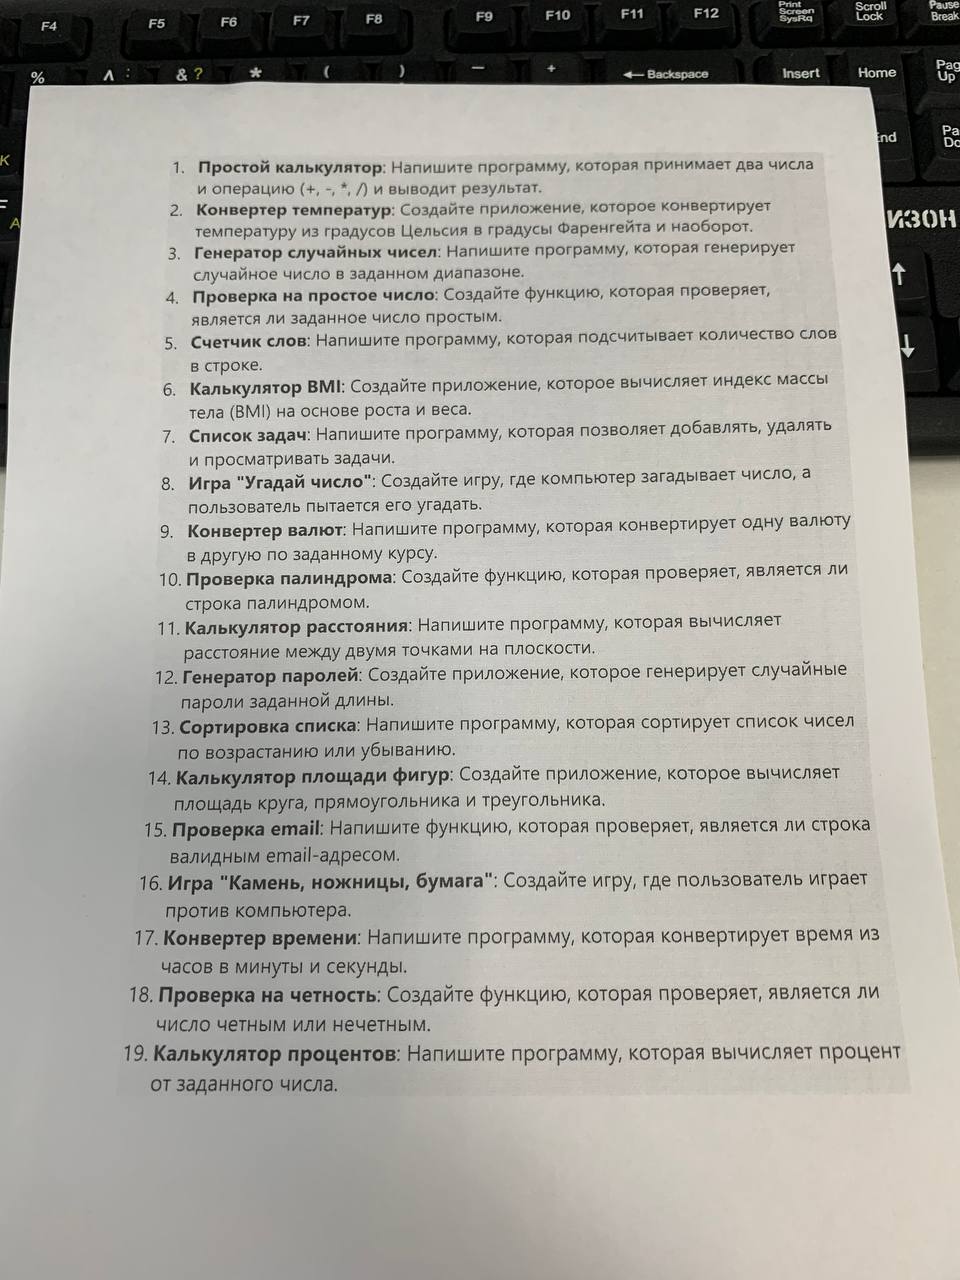 F4 F5 F6 F7 F8 F9 F10 F11 F12 Print Screen SysRq Scroll Lock Pause Break
% ^ : & ? * ( ) − + ← Backspace Insert Home Pag Up
K
End Pa Do
F
A
ИЗОН
↑
↓
1. Простой калькулятор: Напишите программу, которая принимает два числа
и операцию (+, -, *, /) и выводит результат.
2. Конвертер температур: Создайте приложение, которое конвертирует
температуру из градусов Цельсия в градусы Фаренгейта и наоборот.
3. Генератор случайных чисел: Напишите программу, которая генерирует
случайное число в заданном диапазоне.
4. Проверка на простое число: Создайте функцию, которая проверяет,
является ли заданное число простым.
5. Счетчик слов: Напишите программу, которая подсчитывает количество слов
в строке.
6. Калькулятор BMI: Создайте приложение, которое вычисляет индекс массы
тела (BMI) на основе роста и веса.
7. Список задач: Напишите программу, которая позволяет добавлять, удалять
и просматривать задачи.
8. Игра "Угадай число": Создайте игру, где компьютер загадывает число, а
пользователь пытается его угадать.
9. Конвертер валют: Напишите программу, которая конвертирует одну валюту
в другую по заданному курсу.
10. Проверка палиндрома: Создайте функцию, которая проверяет, является ли
строка палиндромом.
11. Калькулятор расстояния: Напишите программу, которая вычисляет
расстояние между двумя точками на плоскости.
12. Генератор паролей: Создайте приложение, которое генерирует случайные
пароли заданной длины.
13. Сортировка списка: Напишите программу, которая сортирует список чисел
по возрастанию или убыванию.
14. Калькулятор площади фигур: Создайте приложение, которое вычисляет
площадь круга, прямоугольника и треугольника.
15. Проверка email: Напишите функцию, которая проверяет, является ли строка
валидным email-адресом.
16. Игра "Камень, ножницы, бумага": Создайте игру, где пользователь играет
против компьютера.
17. Конвертер времени: Напишите программу, которая конвертирует время из
часов в минуты и секунды.
18. Проверка на четность: Создайте функцию, которая проверяет, является ли
число четным или нечетным.
19. Калькулятор процентов: Напишите программу, которая вычисляет процент
от заданного числа.